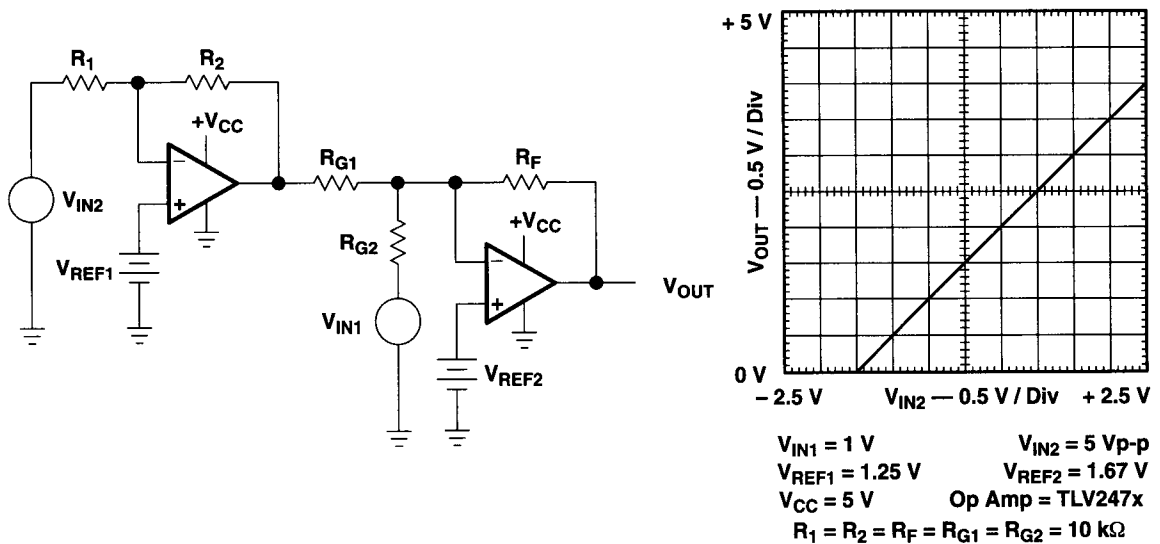 R1
R2
+VCC
−
+
VIN2
VREF1
RG1
RF
RG2
+VCC
−
+
VIN1
VREF2
VOUT
+ 5 V
VOUT — 0.5 V / Div
0 V
– 2.5 V
VIN2 — 0.5 V / Div
+ 2.5 V
VIN1 = 1 V
VIN2 = 5 Vp-p
VREF1 = 1.25 V
VREF2 = 1.67 V
VCC = 5 V
Op Amp = TLV247x
R1 = R2 = RF = RG1 = RG2 = 10 kΩ